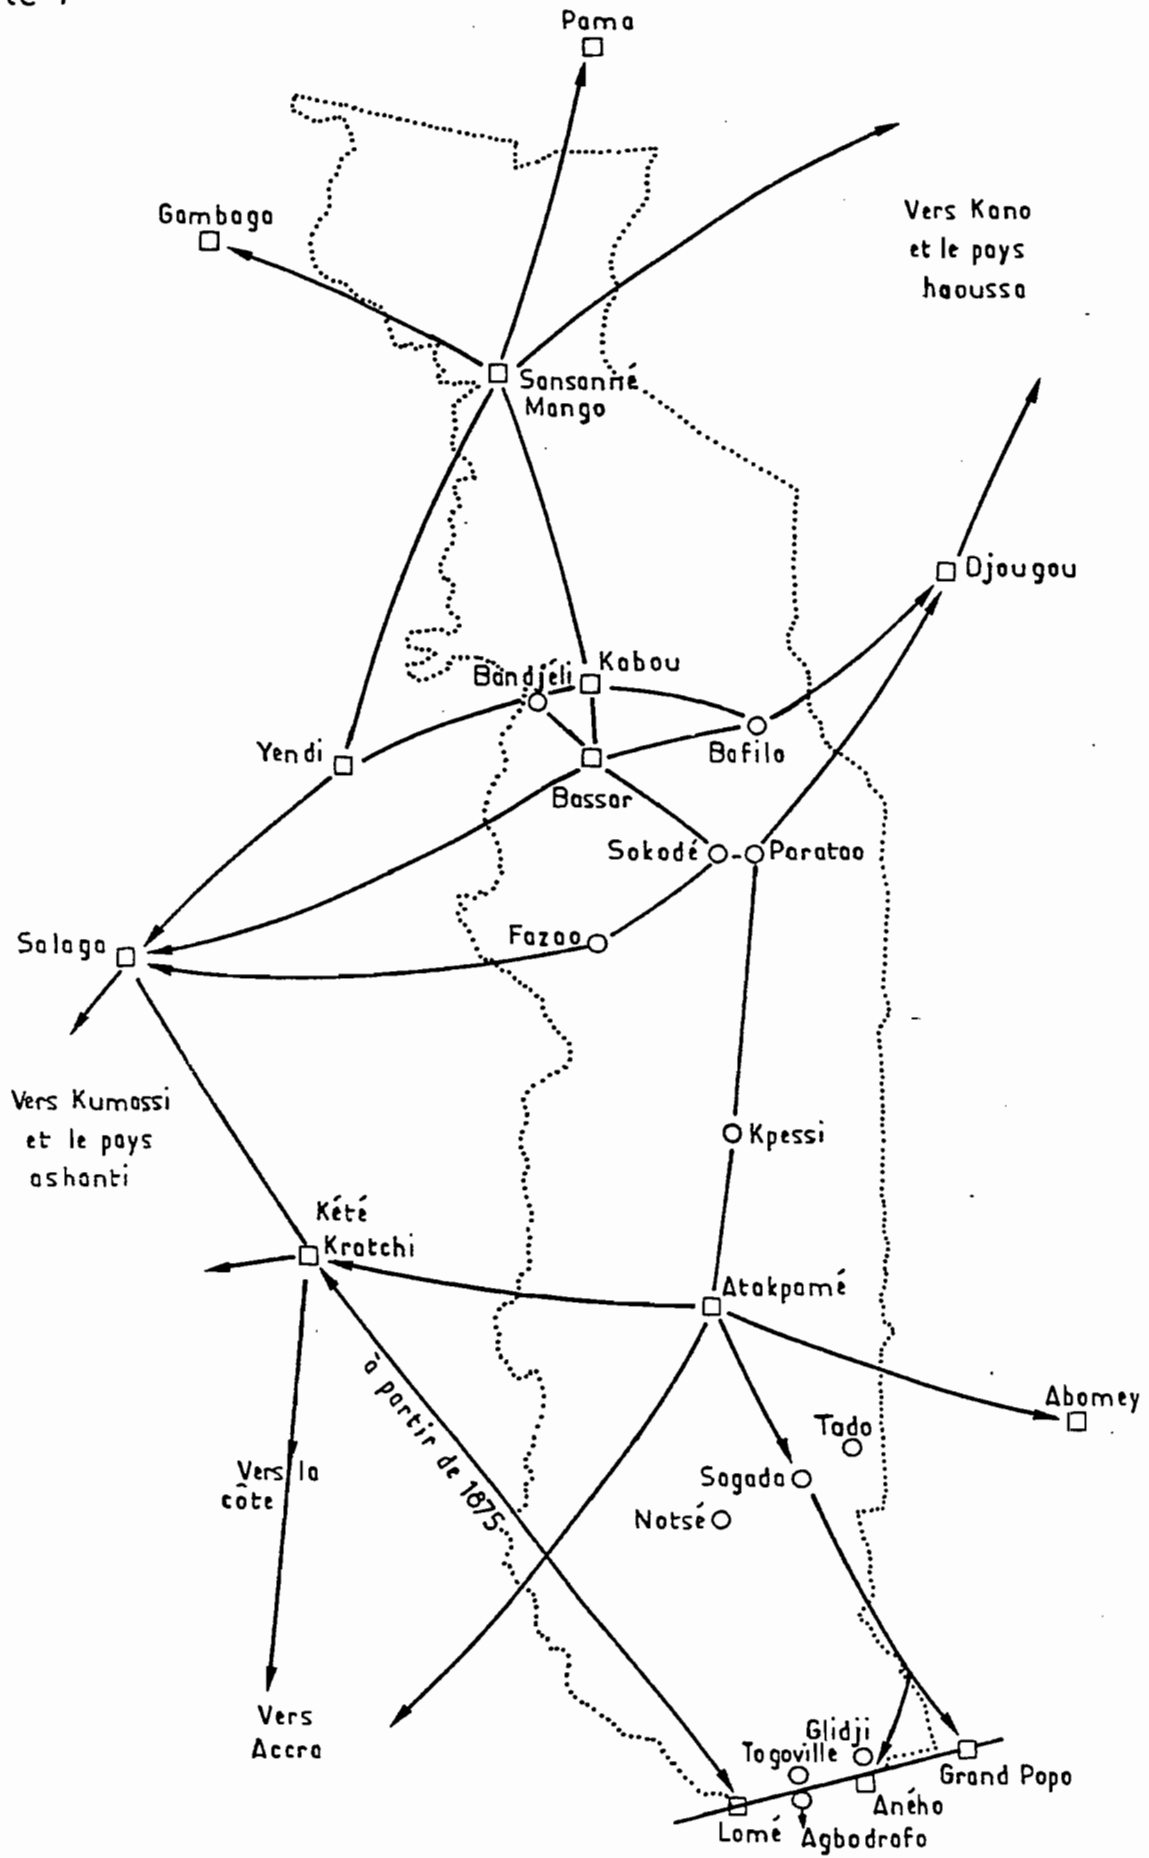 Pama
Gambaga
Vers Kano
et le pays
haoussa
Sansanné
Mango
Djougou
Bandjéli
Kabou
Yendi
Bafilo
Bassar
Sokodé
Paratao
Fazao
Salaga
Vers Kumassi
et le pays
ashanti
Kpessi
Kété
Kratchi
Atakpamé
à partir de 1875
Abomey
Tado
Vers la
côte
Sagada
Notsé
Vers
Accra
Glidji
Togoville
Grand Popo
Aného
Lomé
Agbodrafo